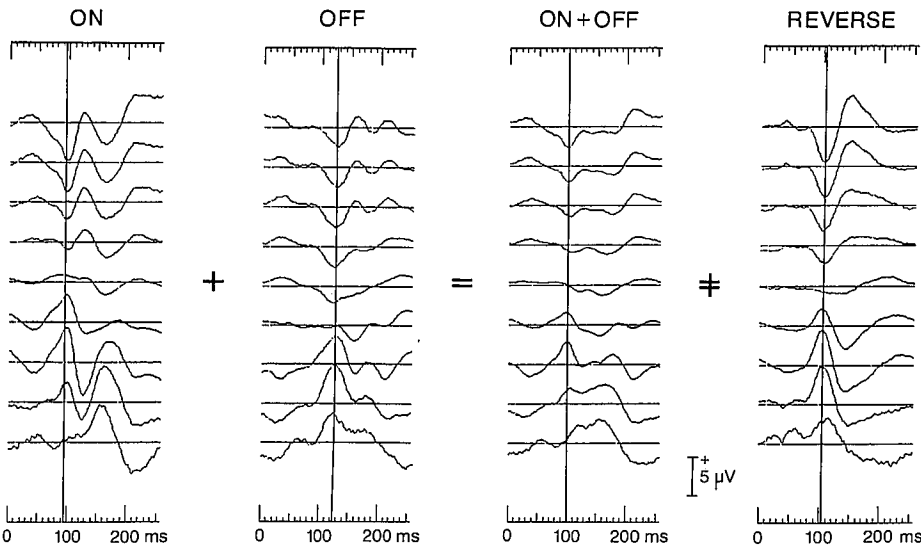 ON OFF ON+OFF REVERSE
+ = ≠
+
5 µV
0 100 200 ms 0 100 200 ms 0 100 200 ms 0 100 200 ms